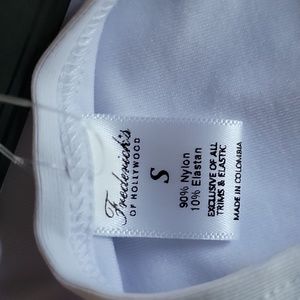 Frederick's
OF HOLLYWOOD
S
90% Nylon
10% Elastan
EXCLUSIVE OF ALL
TRIMS & ELASTIC
MADE IN COLOMBIA